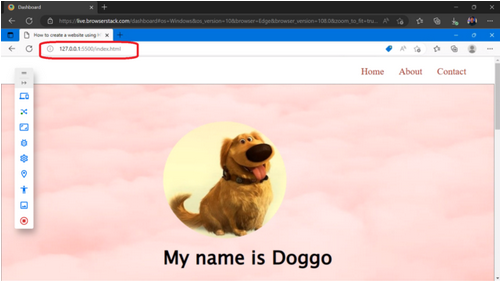 Dashboard
https://live.browserstack.com/dashboard#os=Windows&os_version=10&browser=Edge&browser_version=108.0&zoom_to_fit=tru...
How to create a website using
127.0.0.1:5500/index.html
Home About Contact
My name is Doggo